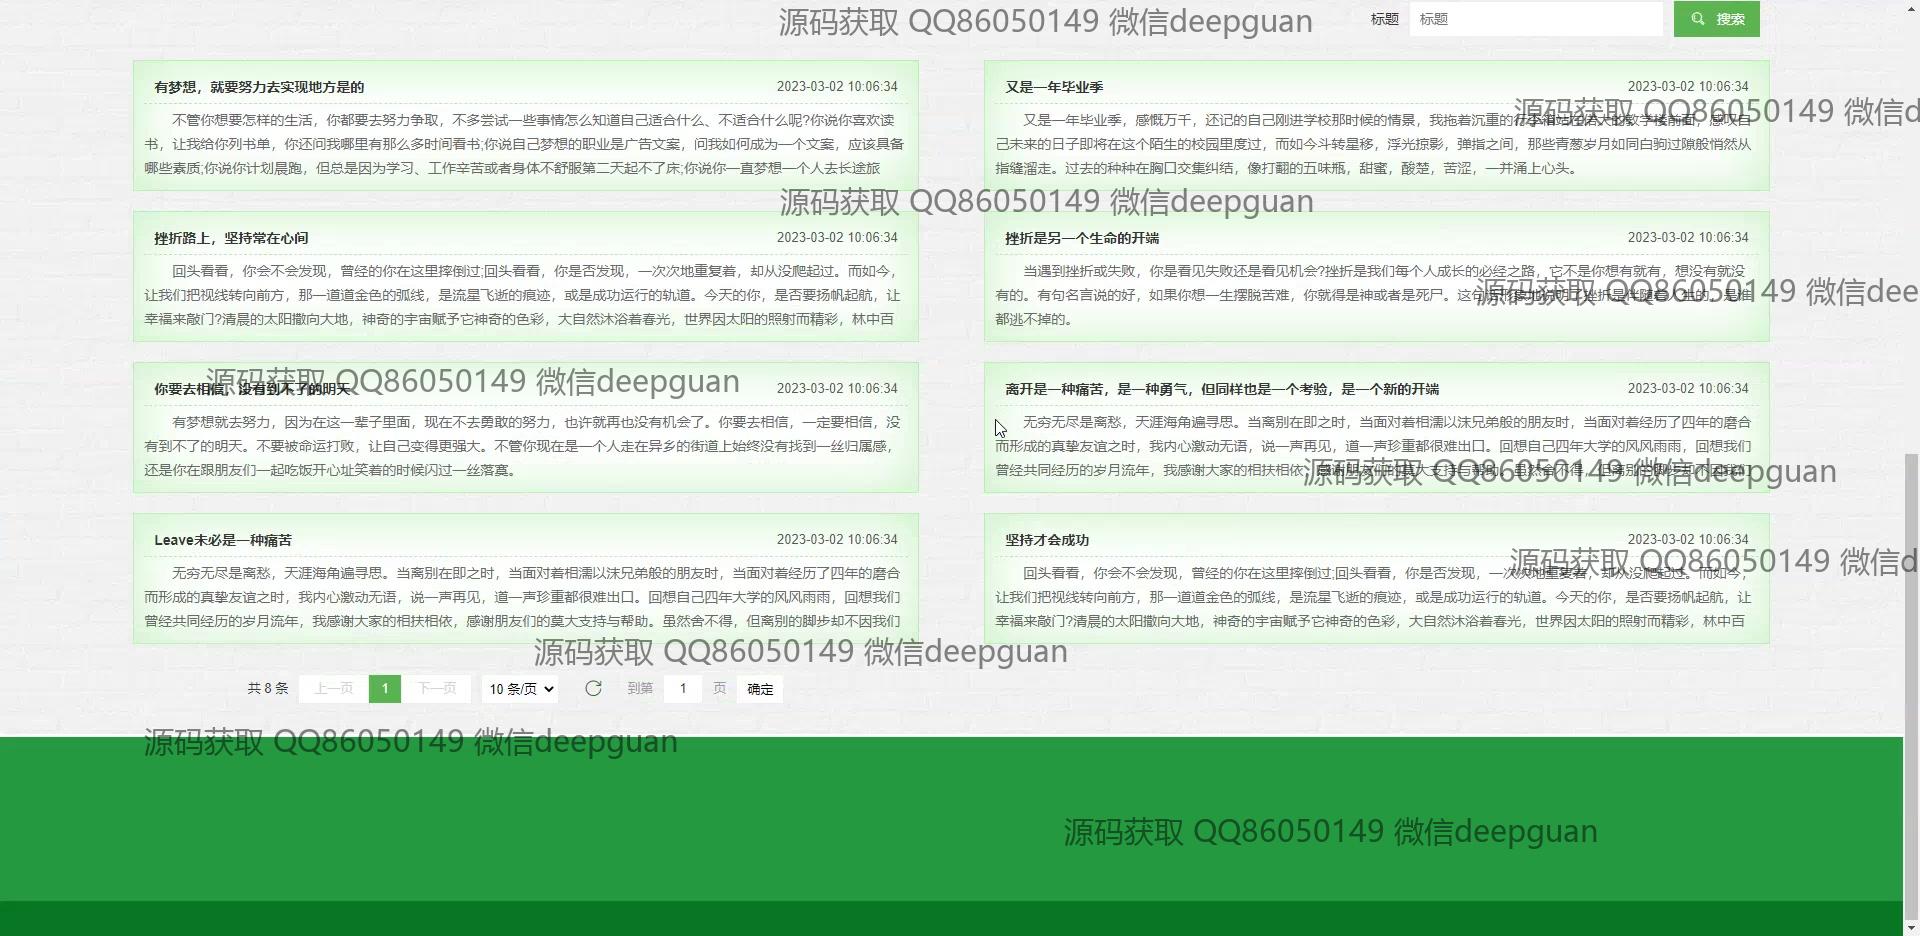 源码获取 QQ86050149 微信deepguan
标题 标题 搜索
有梦想，就要努力去实现地方是的 2023-03-02 10:06:34
不管你想要怎样的生活，你都要去努力争取，不多尝试一些事情怎么知道自己适合什么、不适合什么呢?你说你喜欢读
书，让我给你列书单，你还问我哪里有那么多时间看书;你说自己梦想的职业是广告文案，问我如何成为一个文案，应该具备
哪些素质;你说你计划晨跑，但总是因为学习、工作辛苦或者身体不舒服第二天起不了床;你说你一直梦想一个人去长途旅
又是一年毕业季 2023-03-02 10:06:34
源码获取 QQ86050149 微信d
又是一年毕业季，感慨万千，还记的自己刚进学校那时候的情景，我拖着沉重的行李箱站在偌大的教学楼前面，感叹自
己未来的日子即将在这个陌生的校园里度过，而如今斗转星移，浮光掠影，弹指之间，那些青葱岁月如同白驹过隙般悄然从
指缝溜走。过去的种种在胸口交集纠结，像打翻的五味瓶，甜蜜，酸楚，苦涩，一并涌上心头。
源码获取 QQ86050149 微信deepguan
挫折路上，坚持常在心间 2023-03-02 10:06:34
回头看看，你会不会发现，曾经的你在这里摔倒过;回头看看，你是否发现，一次次地重复着，却从没爬起过。而如今，
让我们把视线转向前方，那一道道金色的弧线，是流星飞逝的痕迹，或是成功运行的轨道。今天的你，是否要扬帆起航，让
幸福来敲门?清晨的太阳撒向大地，神奇的宇宙赋予它神奇的色彩，大自然沐浴着春光，世界因太阳的照射而精彩，林中百
挫折是另一个生命的开端 2023-03-02 10:06:34
当遇到挫折或失败，你是看见失败还是看见机会?挫折是我们每个人成长的必经之路，它不是你想有就有，想没有就没
源码获取 QQ86050149 微信dee
有的。有句名言说的好，如果你想一生摆脱苦难，你就得是神或者是死尸。这句话形象地说明了挫折是伴随着人生的，是谁
都逃不掉的。
源码获取 QQ86050149 微信deepguan
你要去相信，没有到不了的明天 2023-03-02 10:06:34
有梦想就去努力，因为在这一辈子里面，现在不去勇敢的努力，也许就再也没有机会了。你要去相信，一定要相信，没
有到不了的明天。不要被命运打败，让自己变得更强大。不管你现在是一个人走在异乡的街道上始终没有找到一丝归属感，
还是你在跟朋友们一起吃饭开心址笑着的时候闪过一丝落寞。
离开是一种痛苦，是一种勇气，但同样也是一个考验，是一个新的开端 2023-03-02 10:06:34
无穷无尽是离愁，天涯海角遍寻思。当离别在即之时，当面对着相濡以沫兄弟般的朋友时，当面对着经历了四年的磨合
而形成的真挚友谊之时，我内心激动无语，说一声再见，道一声珍重都很难出口。回想自己四年大学的风风雨雨，回想我们
曾经共同经历的岁月流年，我感谢大家的相扶相依，感谢朋友们的莫大支持与帮助。虽然舍不得，但离别的脚步却不因我们
源码获取 QQ86050149 微信deepguan
Leave未必是一种痛苦 2023-03-02 10:06:34
无穷无尽是离愁，天涯海角遍寻思。当离别在即之时，当面对着相濡以沫兄弟般的朋友时，当面对着经历了四年的磨合
而形成的真挚友谊之时，我内心激动无语，说一声再见，道一声珍重都很难出口。回想自己四年大学的风风雨雨，回想我们
曾经共同经历的岁月流年，我感谢大家的相扶相依，感谢朋友们的莫大支持与帮助。虽然舍不得，但离别的脚步却不因我们
坚持才会成功 2023-03-02 10:06:34
源码获取 QQ86050149 微信d
回头看看，你会不会发现，曾经的你在这里摔倒过;回头看看，你是否发现，一次次地重复着，却从没爬起过。而如今，
让我们把视线转向前方，那一道道金色的弧线，是流星飞逝的痕迹，或是成功运行的轨道。今天的你，是否要扬帆起航，让
幸福来敲门?清晨的太阳撒向大地，神奇的宇宙赋予它神奇的色彩，大自然沐浴着春光，世界因太阳的照射而精彩，林中百
源码获取 QQ86050149 微信deepguan
共 8 条 上一页 1 下一页 10 条/页 到第 1 页 确定
源码获取 QQ86050149 微信deepguan
源码获取 QQ86050149 微信deepguan